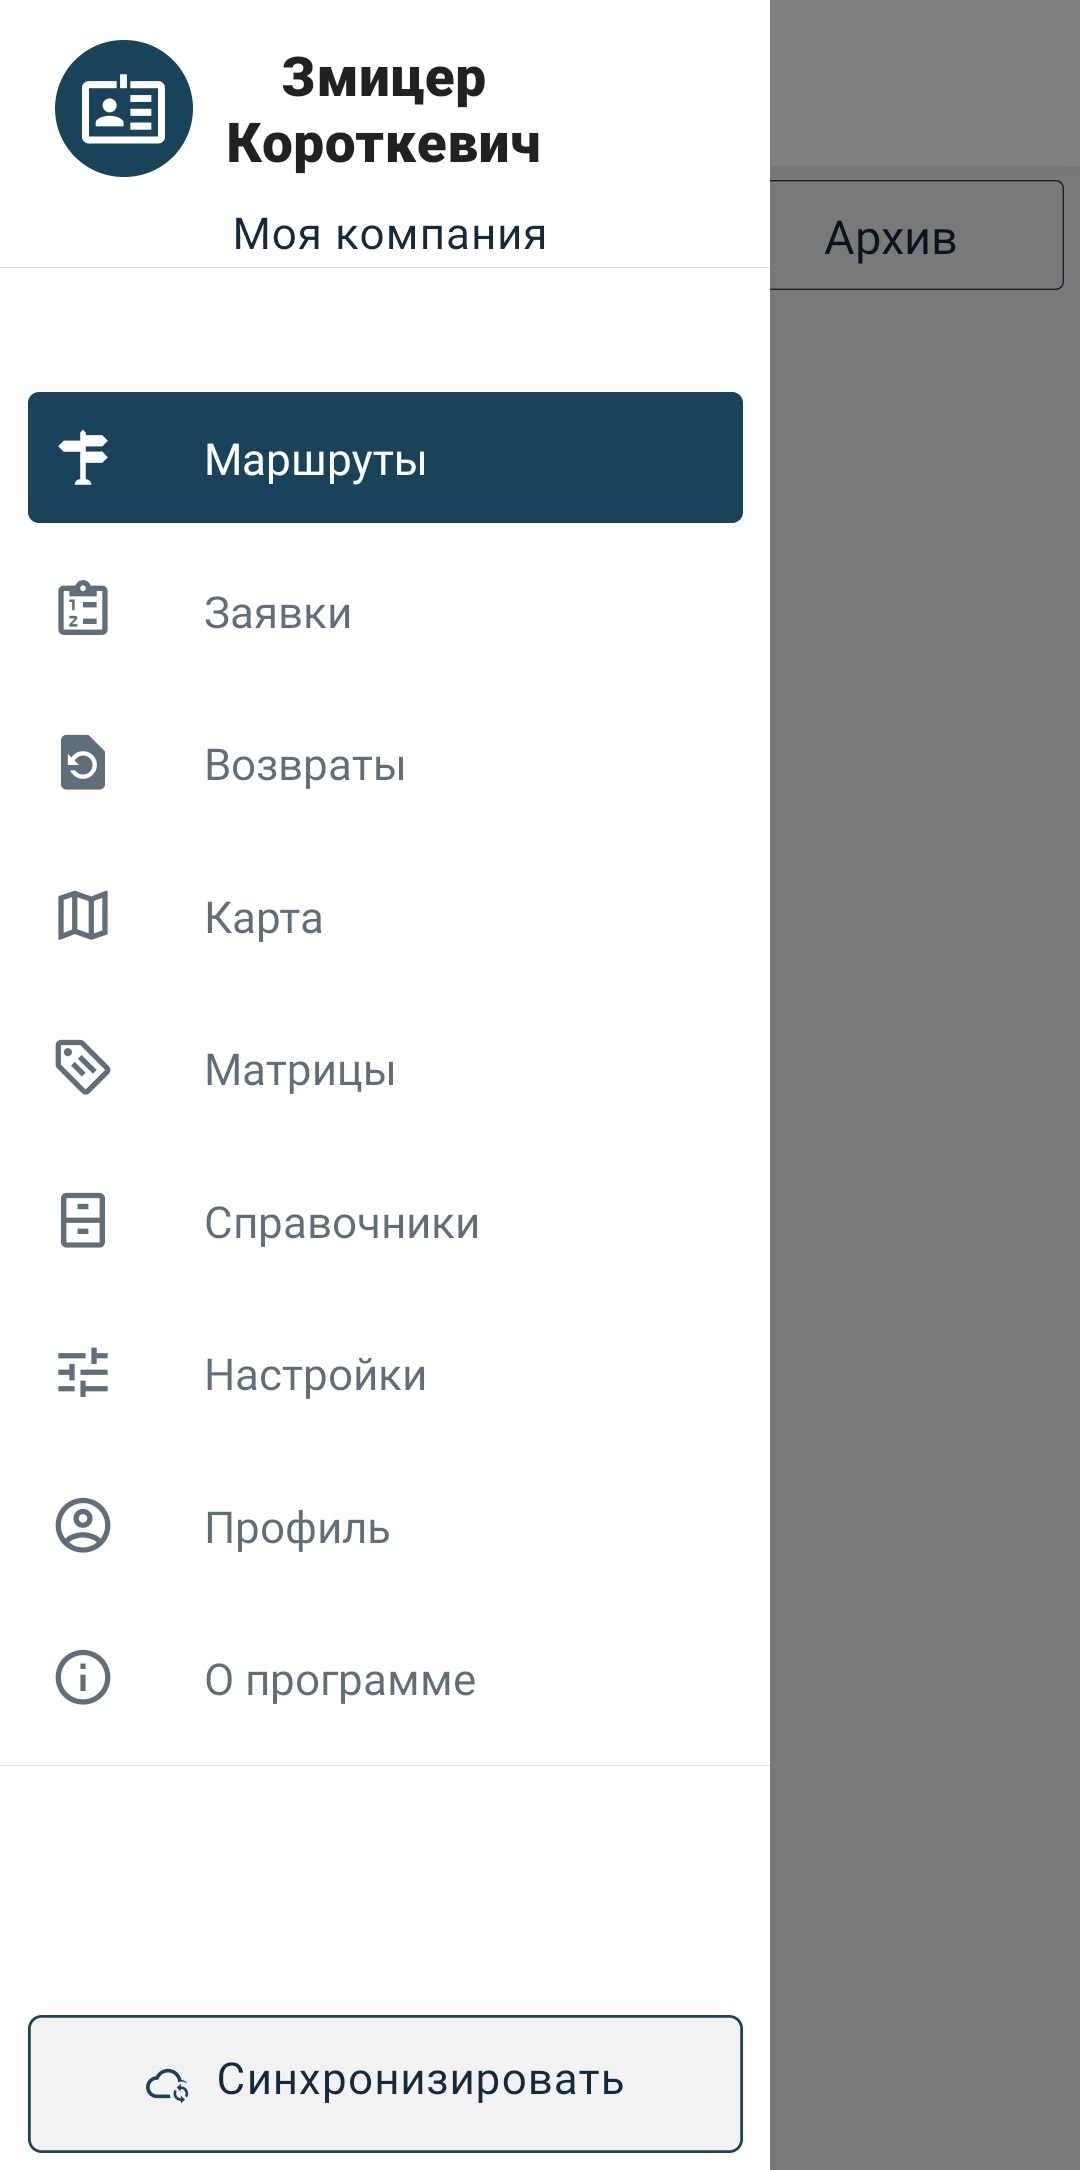 Змицер
Короткевич
Моя компания
Архив
Маршруты
Заявки
Возвраты
Карта
Матрицы
Справочники
Настройки
Профиль
О программе
Синхронизировать